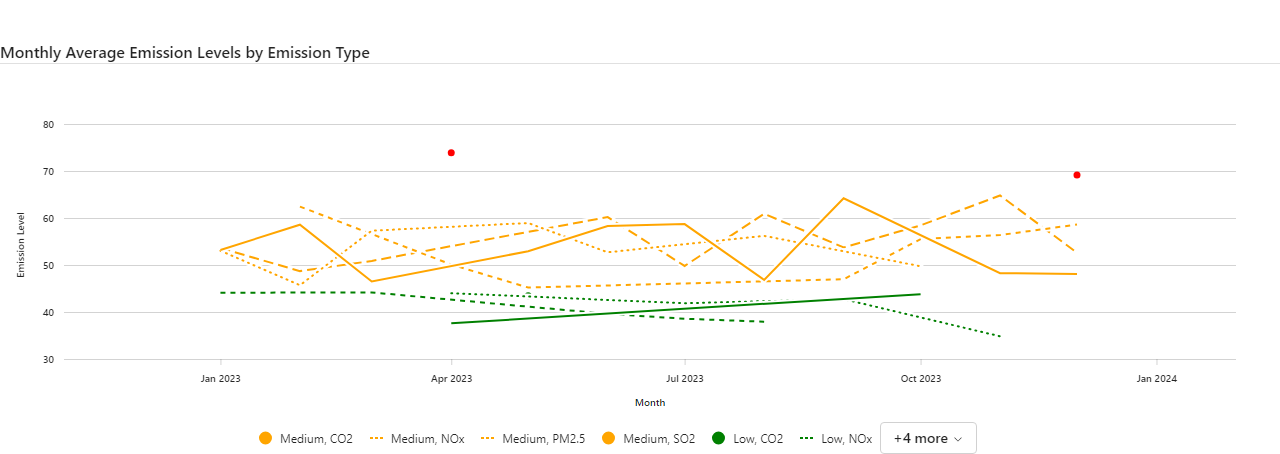 Monthly Average Emission Levels by Emission Type
80
70
60
50
40
30
Emission Level
Jan 2023 Apr 2023 Jul 2023 Oct 2023 Jan 2024
Month
Medium, CO2 Medium, NOx Medium, PM2.5 Medium, SO2 Low, CO2 Low, NOx +4 more